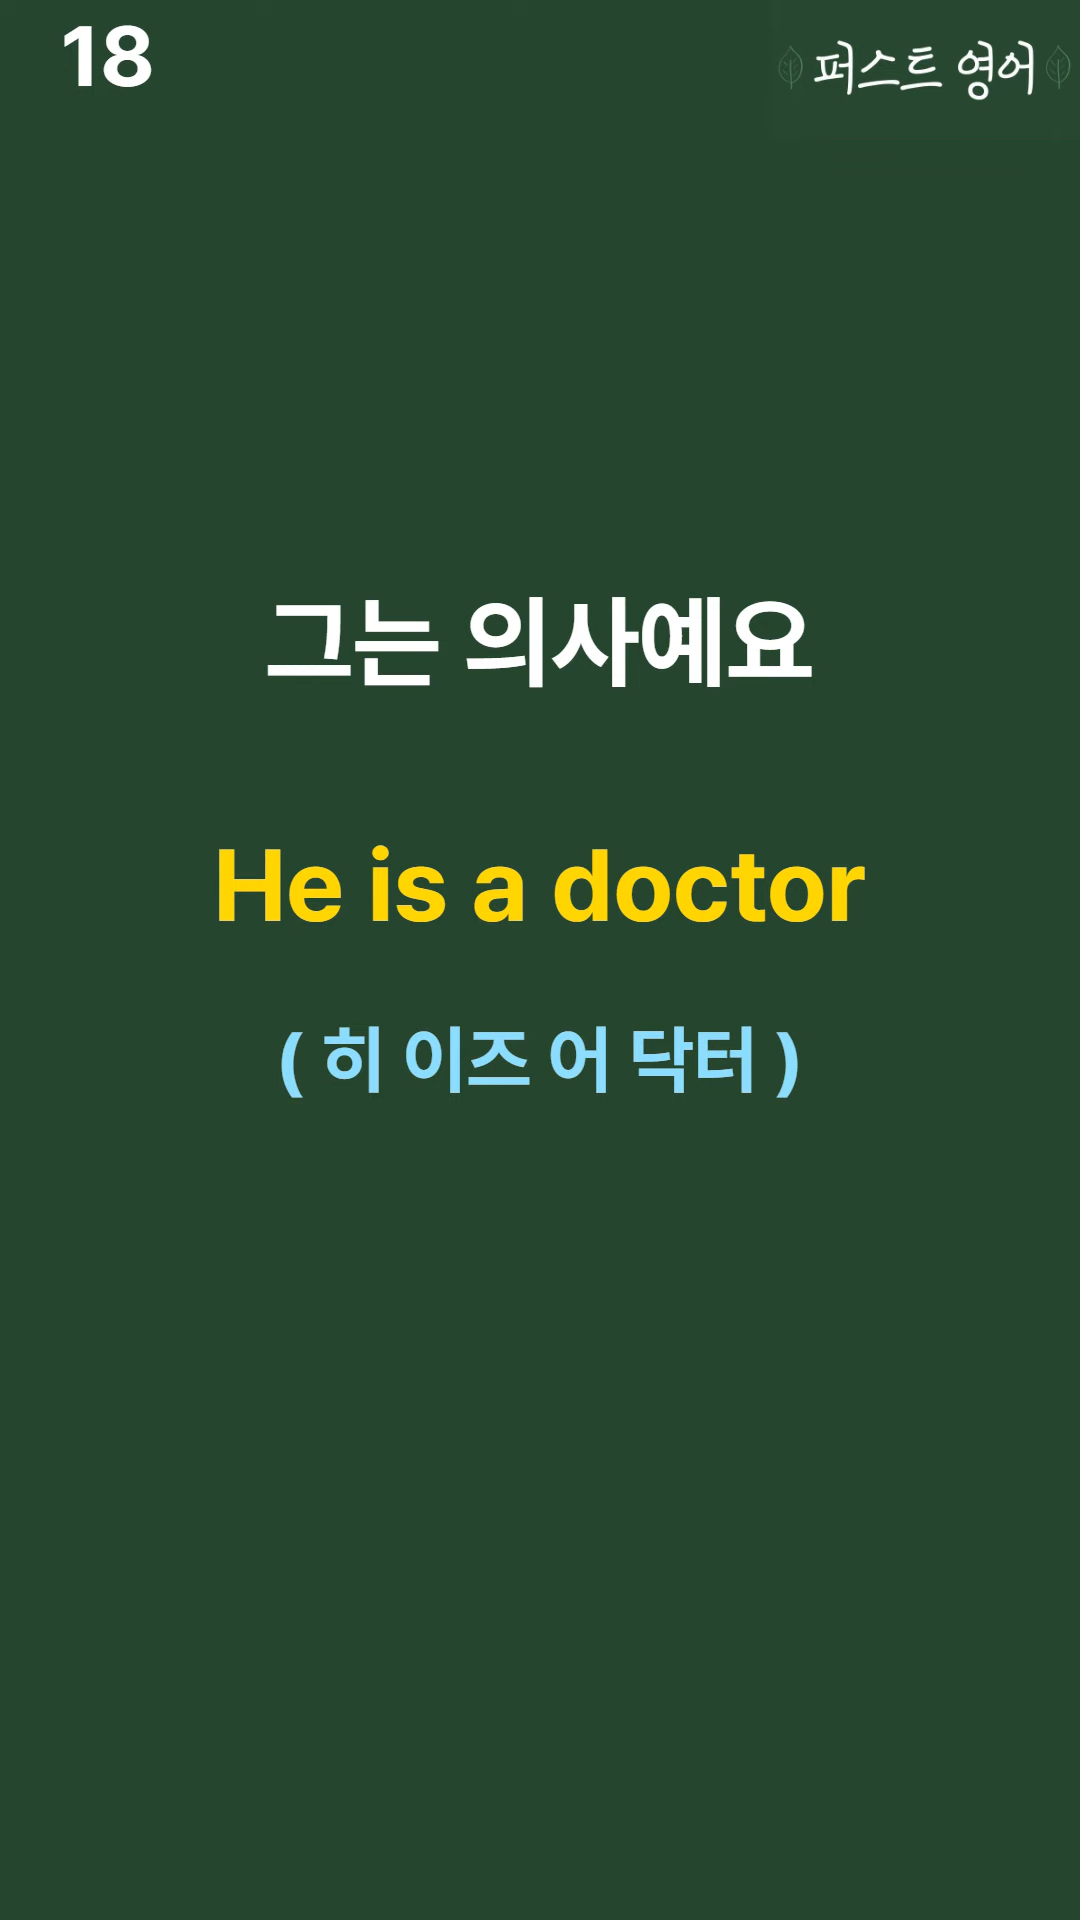 18
퍼스트 영어
그는 의사예요
He is a doctor
( 히 이즈 어 닥터 )